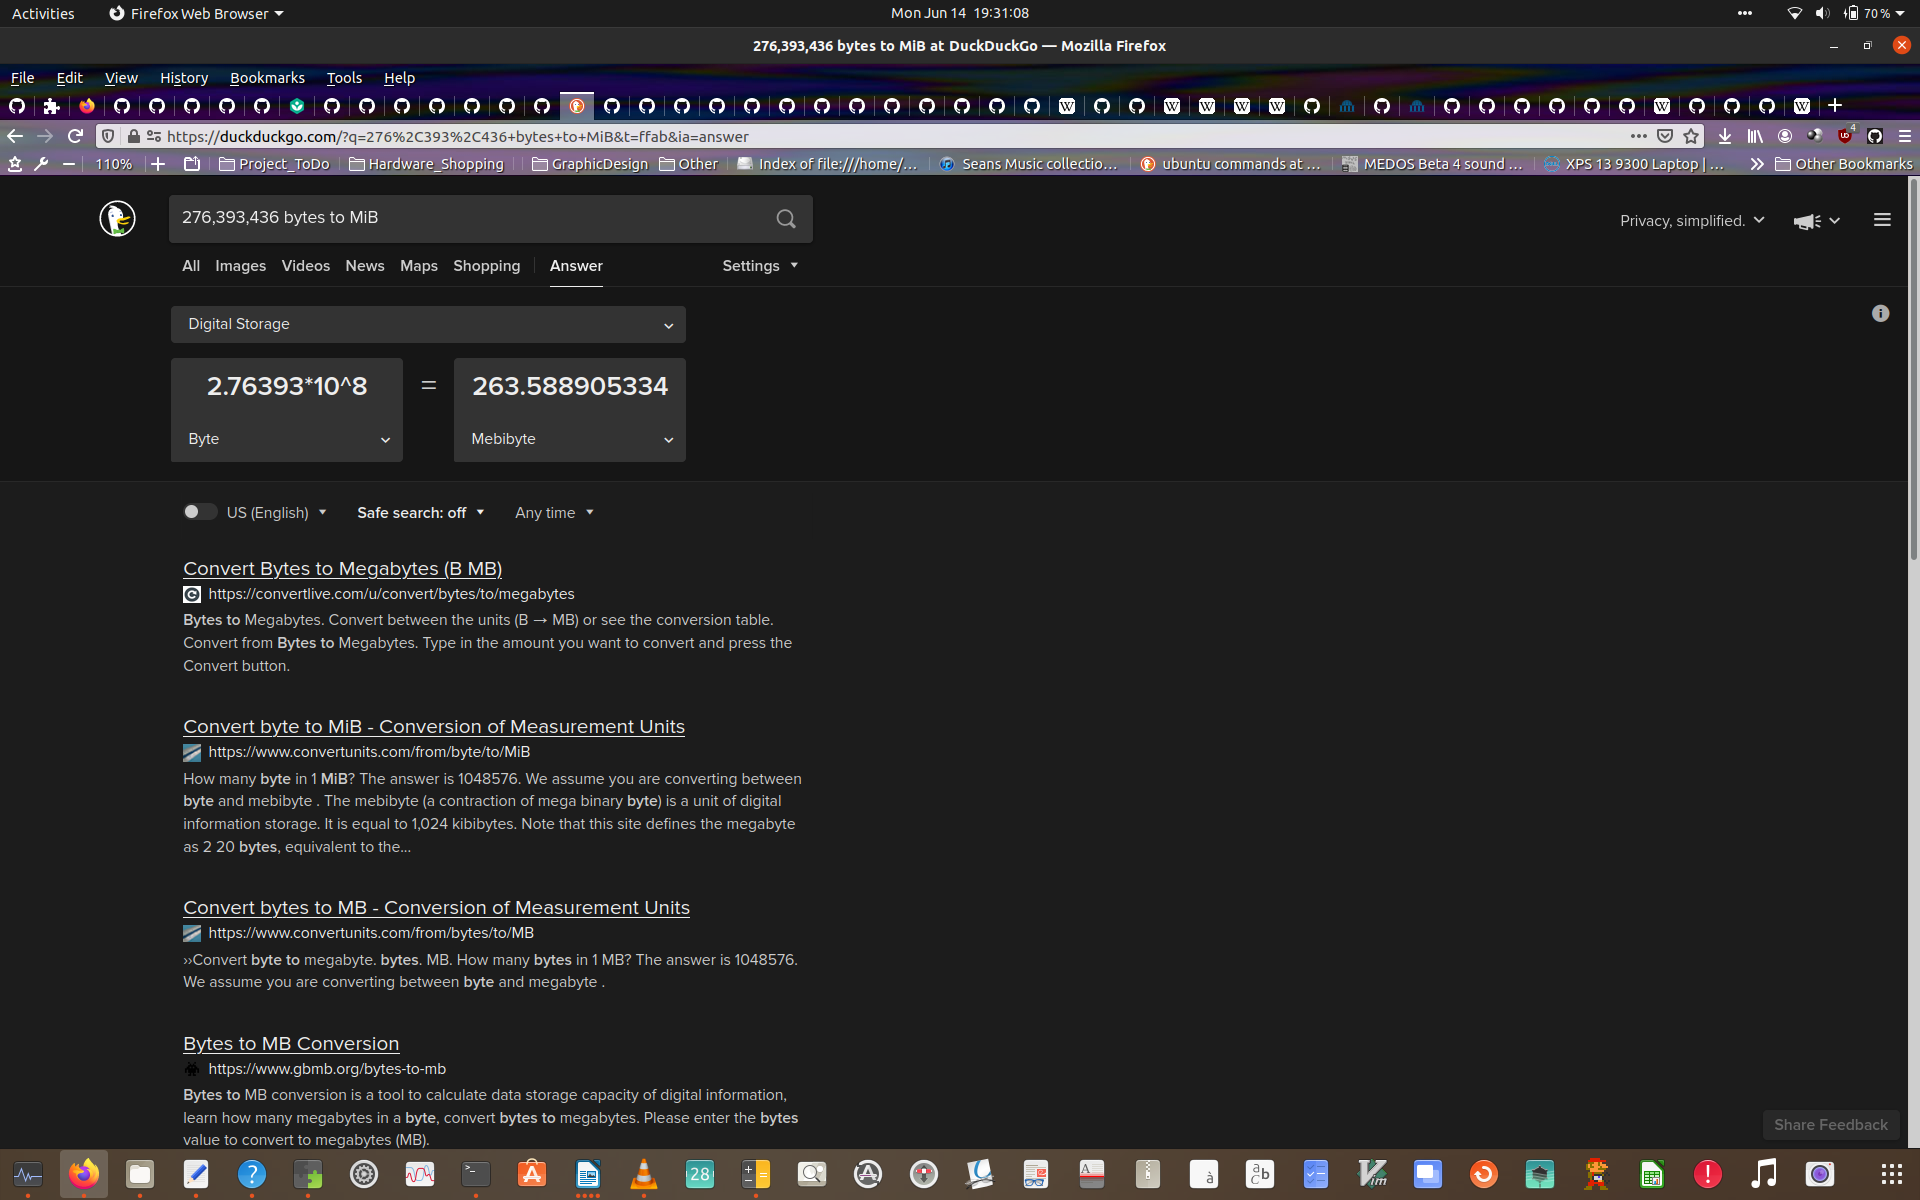 Activities
Firefox Web Browser
Mon Jun 14 19:31:08
70 %
276,393,436 bytes to MiB at DuckDuckGo — Mozilla Firefox
File Edit View History Bookmarks Tools Help
https://duckduckgo.com/?q=276%2C393%2C436+bytes+to+MiB&t=ffab&ia=answer
4
110%
Project_ToDo
Hardware_Shopping
GraphicDesign
Other
Index of file:///home/…
Seans Music collectio…
ubuntu commands at …
MEDOS Beta 4 sound …
XPS 13 9300 Laptop | …
Other Bookmarks
276,393,436 bytes to MiB
Privacy, simplified.
All Images Videos News Maps Shopping Answer Settings
Digital Storage
2.76393*10^8 = 263.588905334
Byte Mebibyte
US (English) Safe search: off Any time
Convert Bytes to Megabytes (B MB)
https://convertlive.com/u/convert/bytes/to/megabytes
Bytes to Megabytes. Convert between the units (B → MB) or see the conversion table.
Convert from Bytes to Megabytes. Type in the amount you want to convert and press the
Convert button.
Convert byte to MiB - Conversion of Measurement Units
https://www.convertunits.com/from/byte/to/MiB
How many byte in 1 MiB? The answer is 1048576. We assume you are converting between
byte and mebibyte . The mebibyte (a contraction of mega binary byte) is a unit of digital
information storage. It is equal to 1,024 kibibytes. Note that this site defines the megabyte
as 2 20 bytes, equivalent to the...
Convert bytes to MB - Conversion of Measurement Units
https://www.convertunits.com/from/bytes/to/MB
››Convert byte to megabyte. bytes. MB. How many bytes in 1 MB? The answer is 1048576.
We assume you are converting between byte and megabyte .
Bytes to MB Conversion
https://www.gbmb.org/bytes-to-mb
Bytes to MB conversion is a tool to calculate data storage capacity of digital information,
learn how many megabytes in a byte, convert bytes to megabytes. Please enter the bytes
value to convert to megabytes (MB).
Share Feedback
28